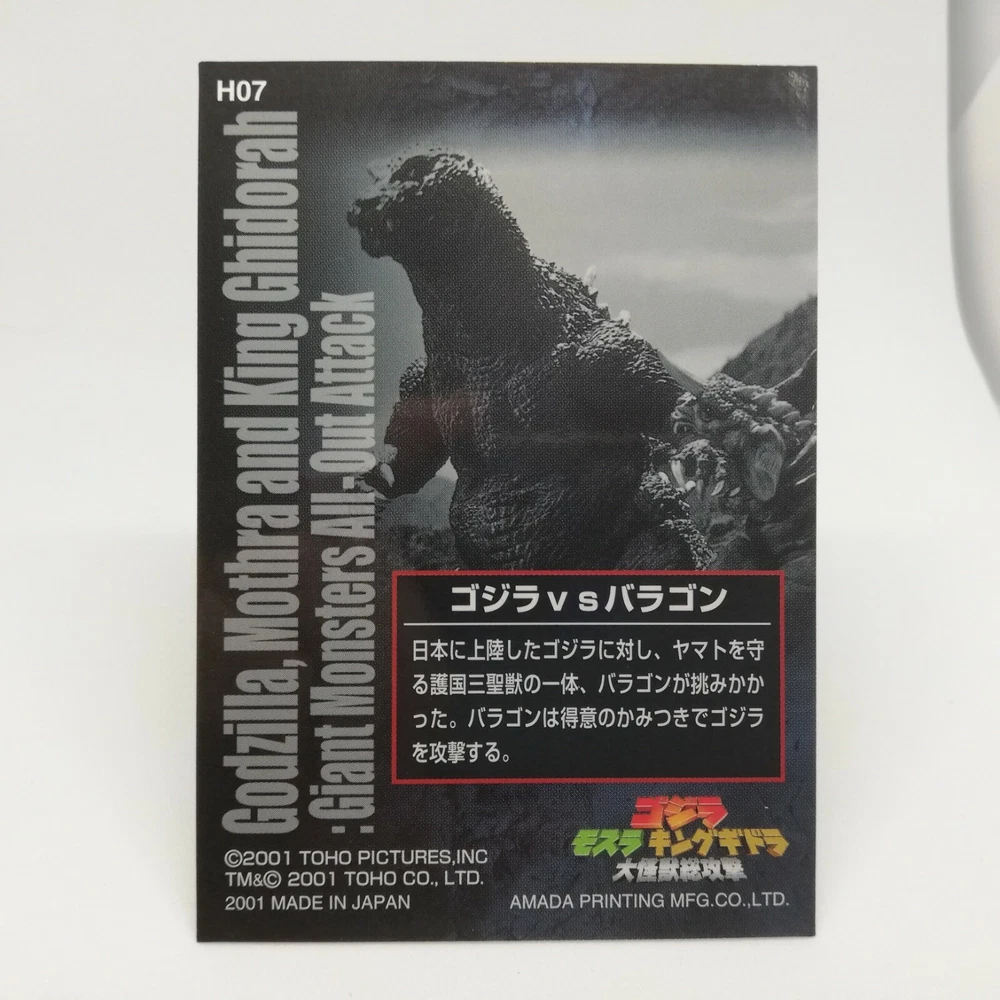 H07
Godzilla, Mothra and King Ghidorah
: Giant Monsters All-Out Attack
ゴジラvsバラゴン
日本に上陸したゴジラに対し、ヤマトを守
る護国三聖獣の一体、バラゴンが挑みかか
った。バラゴンは得意のかみつきでゴジラ
を攻撃する。
ゴジラ
モスラ キングギドラ
大怪獣総攻撃
©2001 TOHO PICTURES,INC
TM&© 2001 TOHO CO., LTD.
2001 MADE IN JAPAN
AMADA PRINTING MFG.CO.,LTD.